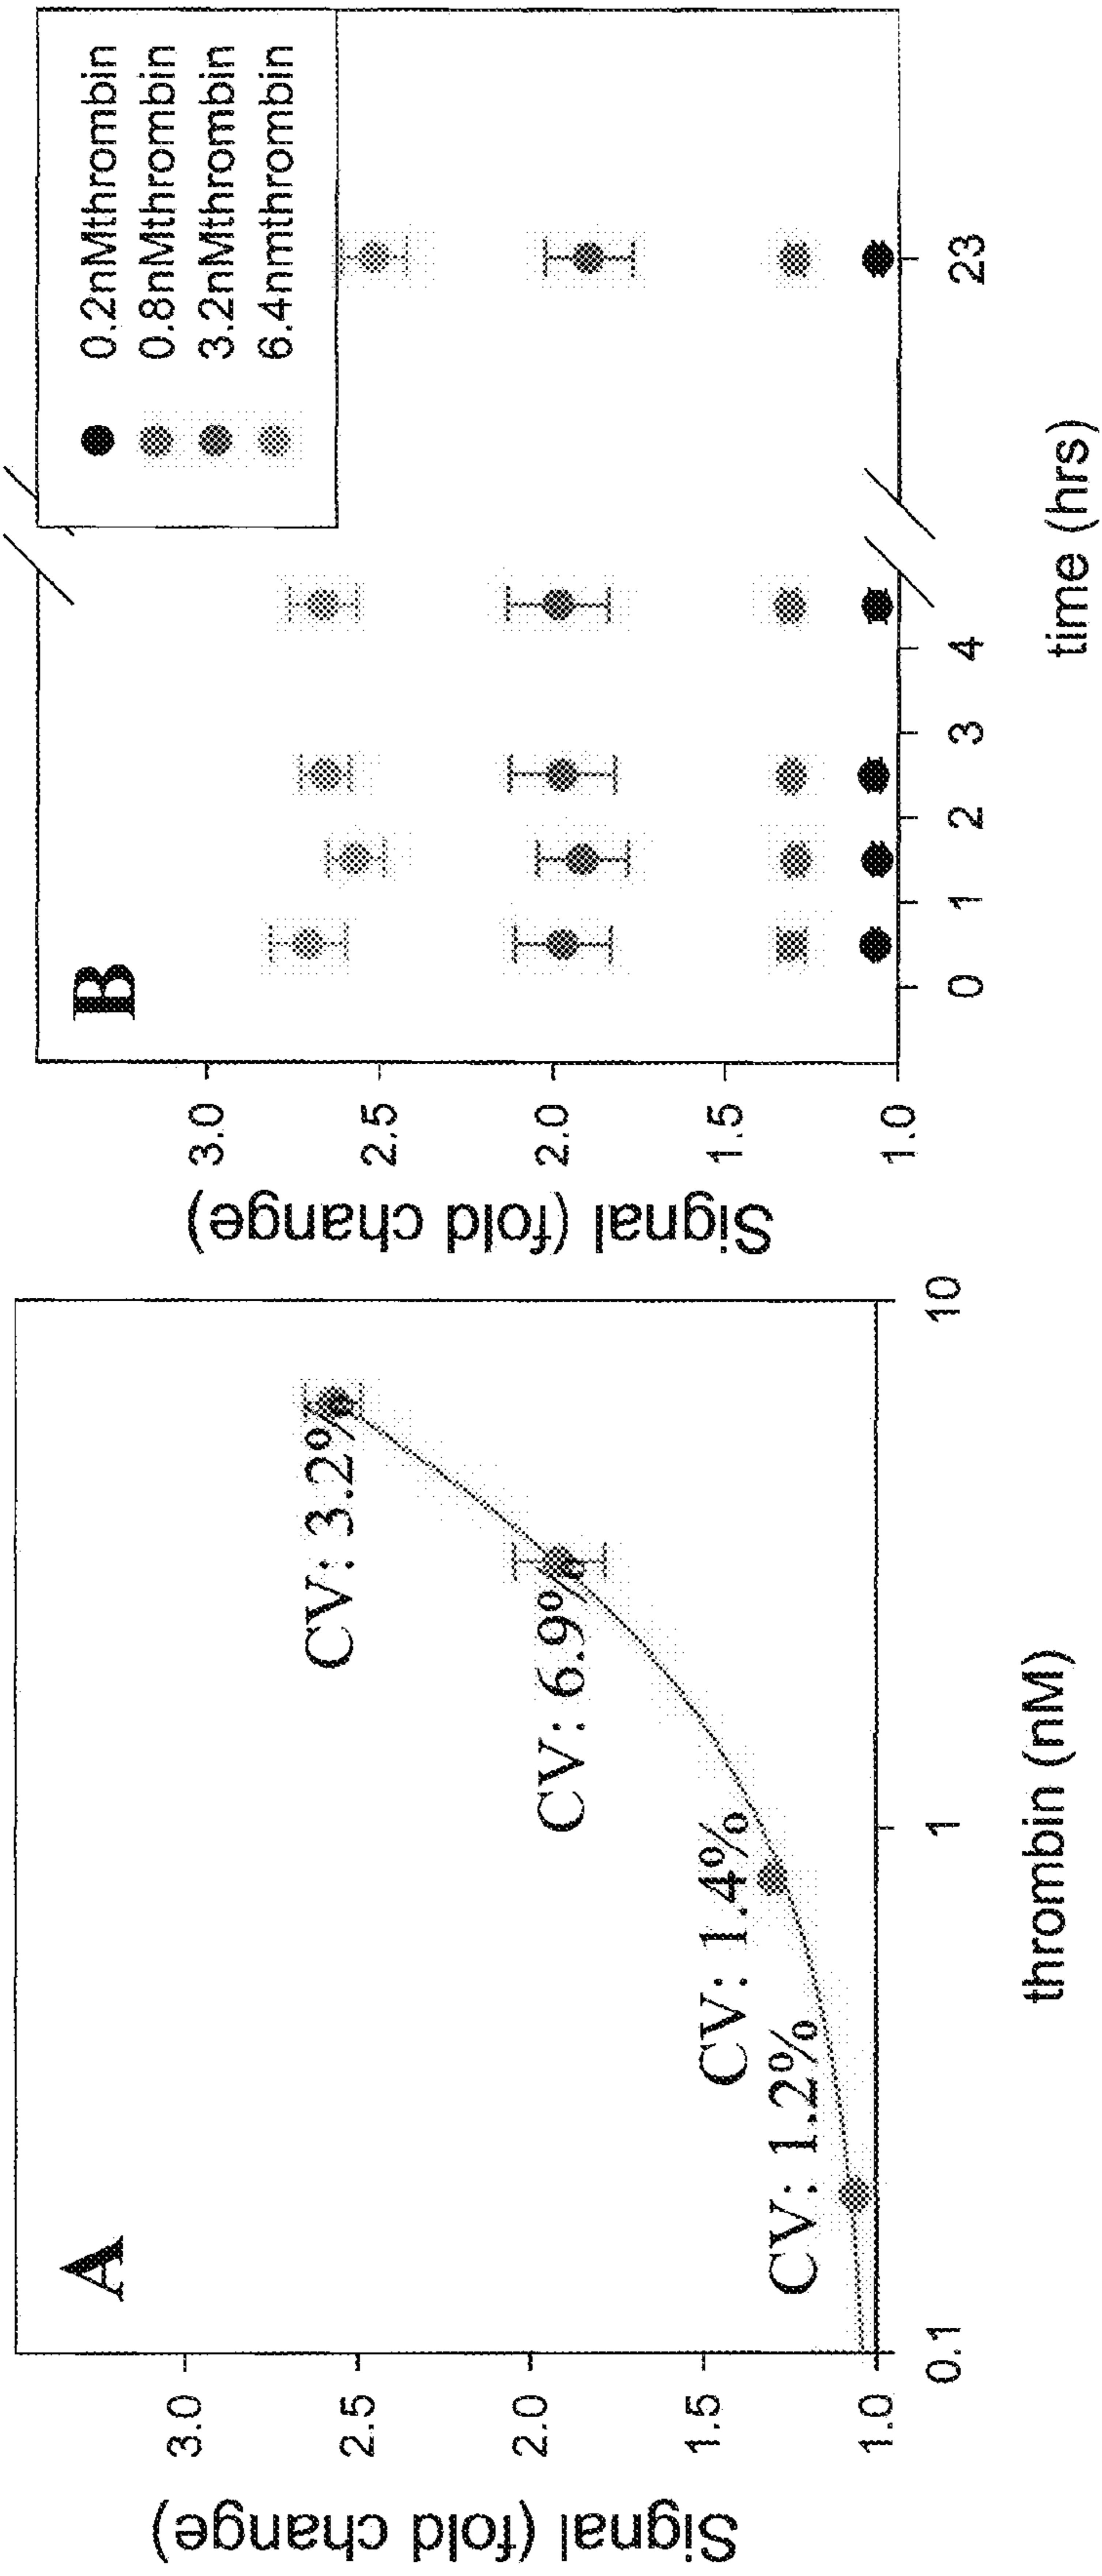 A
Signal (fold change)
3.0
2.5
2.0
1.5
1.0
CV: 3.2%
CV: 6.9%
CV: 1.4%
CV: 1.2%
0.1 1 10
thrombin (nM)
B
Signal (fold change)
3.0
2.5
2.0
1.5
1.0
0.2nMthrombin
0.8nMthrombin
3.2nMthrombin
6.4nmthrombin
0 1 2 3 4 23
time (hrs)